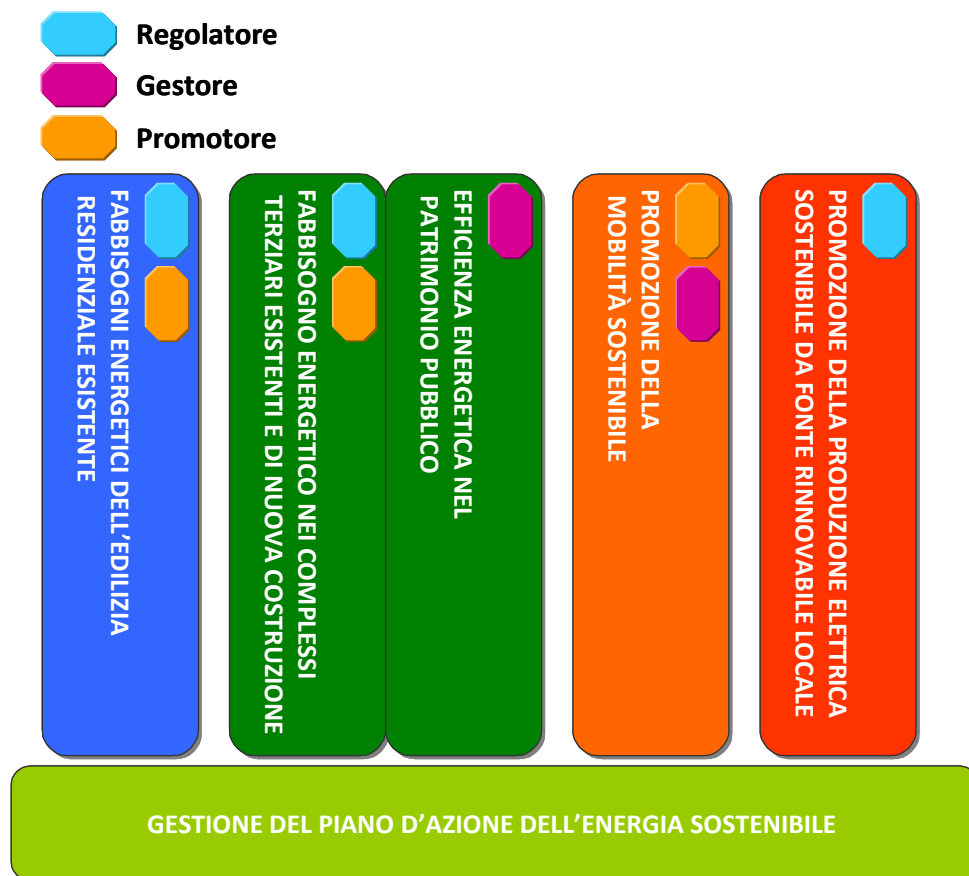 Regolatore
Gestore
Promotore
FABBISOGNI ENERGETICI DELL’EDILIZIA
RESIDENZIALE ESISTENTE
FABBISOGNO ENERGETICO NEI COMPLESSI
TERZIARI ESISTENTI E DI NUOVA COSTRUZIONE
EFFICIENZA ENERGETICA NEL
PATRIMONIO PUBBLICO
PROMOZIONE DELLA
MOBILITÀ SOSTENIBILE
PROMOZIONE DELLA PRODUZIONE ELETTRICA
SOSTENIBILE DA FONTE RINNOVABILE LOCALE
GESTIONE DEL PIANO D’AZIONE DELL’ENERGIA SOSTENIBILE